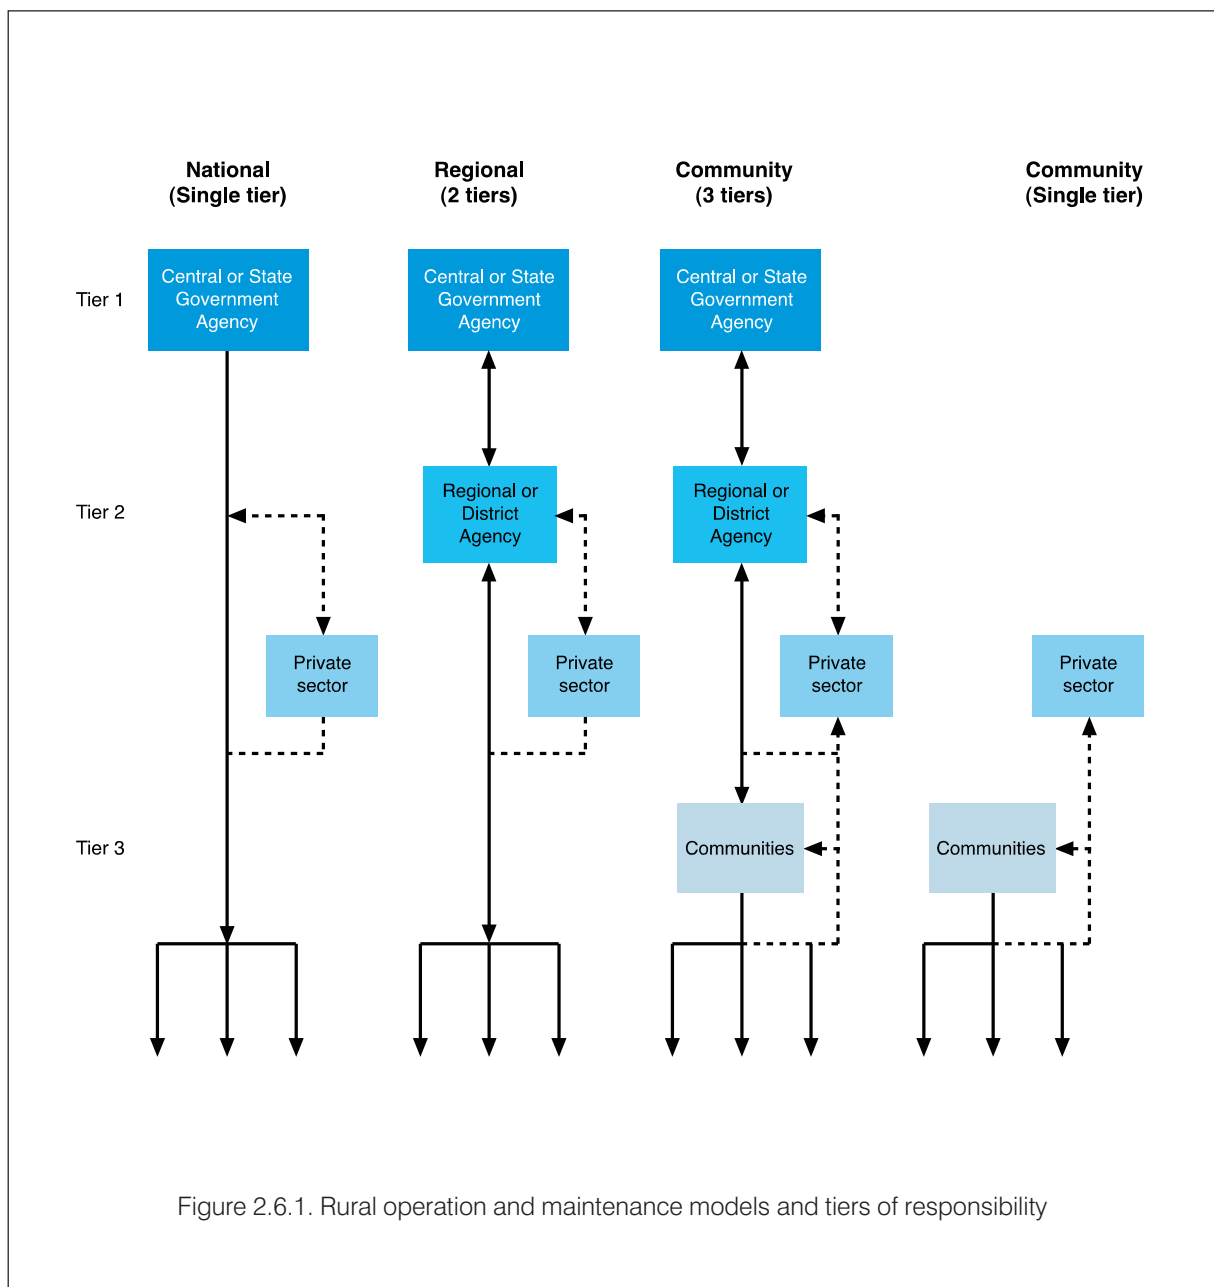 National
(Single tier)
Regional
(2 tiers)
Community
(3 tiers)
Community
(Single tier)
Tier 1
Central or State
Government
Agency
Central or State
Government
Agency
Central or State
Government
Agency
Tier 2
Regional or
District
Agency
Regional or
District
Agency
Private
sector
Private
sector
Private
sector
Private
sector
Tier 3
Communities
Communities
Figure 2.6.1. Rural operation and maintenance models and tiers of responsibility